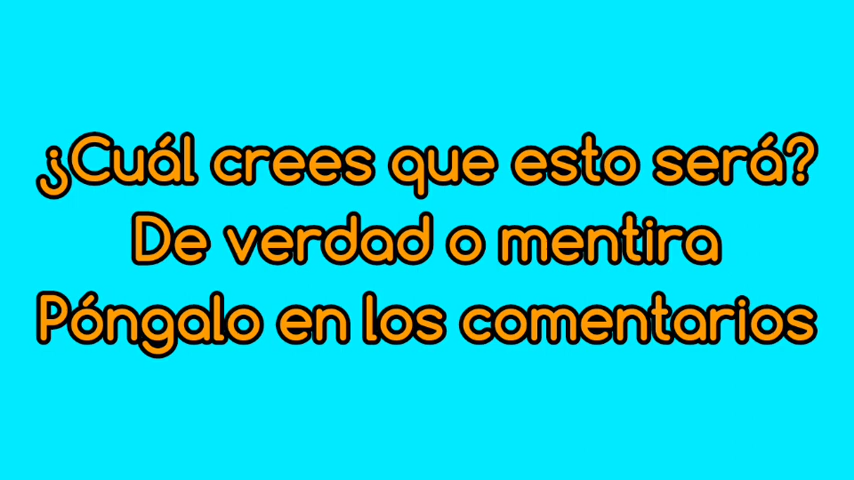 ¿Cuál crees que esto será?
De verdad o mentira
Póngalo en los comentarios